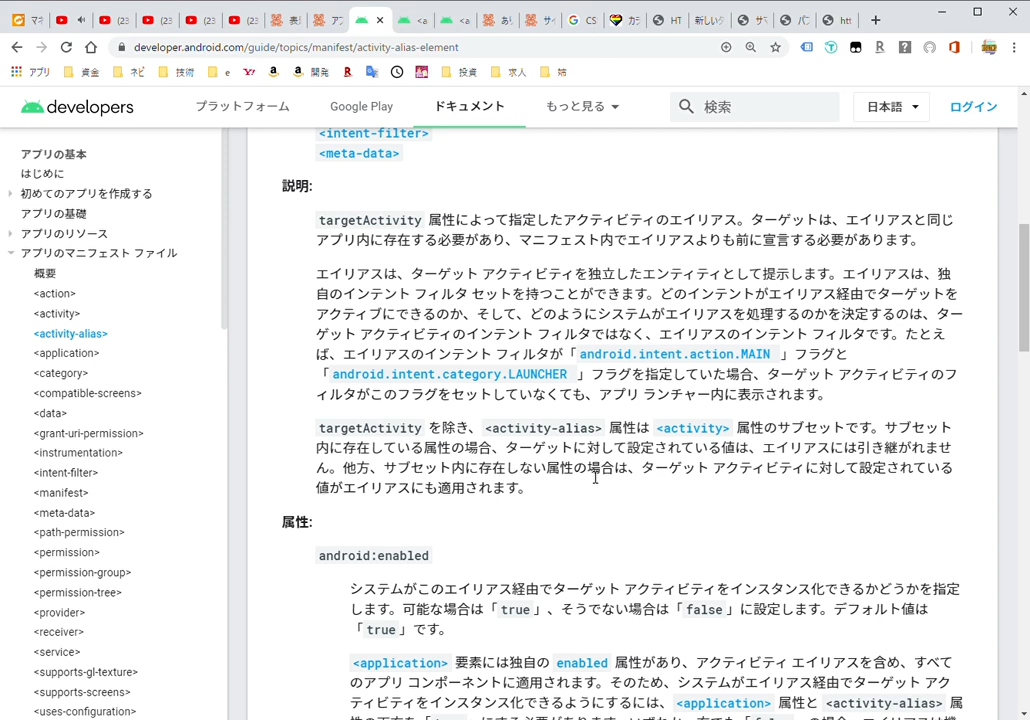 マネ
(23
(23
(23
(23
表示
ア
<a
<a
あり
サイ
CS
カラ
HT
新しいタ
サマ
パン
htt
developer.android.com/guide/topics/manifest/activity-alias-element
アプリ 資金 ナビ 技術 e 開発 投資 求人 姉
developers プラットフォーム Google Play ドキュメント もっと見る 検索 日本語 ログイン
アプリの基本
はじめに
初めてのアプリを作成する
アプリの基礎
アプリのリソース
アプリのマニフェスト ファイル
概要
<action>
<activity>
<activity-alias>
<application>
<category>
<compatible-screens>
<data>
<grant-uri-permission>
<instrumentation>
<intent-filter>
<manifest>
<meta-data>
<path-permission>
<permission>
<permission-group>
<permission-tree>
<provider>
<receiver>
<service>
<supports-gl-texture>
<supports-screens>
<uses-configuration>
<intent-filter>
<meta-data>
説明:
targetActivity 属性によって指定したアクティビティのエイリアス。ターゲットは、エイリアスと同じ
アプリ内に存在する必要があり、マニフェスト内でエイリアスよりも前に宣言する必要があります。
エイリアスは、ターゲット アクティビティを独立したエンティティとして提示します。エイリアスは、独
自のインテント フィルタ セットを持つことができます。どのインテントがエイリアス経由でターゲットを
アクティブにできるのか、そして、どのようにシステムがエイリアスを処理するのかを決定するのは、ター
ゲット アクティビティのインテント フィルタではなく、エイリアスのインテント フィルタです。たとえ
ば、エイリアスのインテント フィルタが「android.intent.action.MAIN」フラグと
「android.intent.category.LAUNCHER」フラグを指定していた場合、ターゲット アクティビティのフ
ィルタがこのフラグをセットしていなくても、アプリ ランチャー内に表示されます。
targetActivity を除き、<activity-alias> 属性は <activity> 属性のサブセットです。サブセット
内に存在している属性の場合、ターゲットに対して設定されている値は、エイリアスには引き継がれませ
ん。他方、サブセット内に存在しない属性の場合は、ターゲット アクティビティに対して設定されている
値がエイリアスにも適用されます。
属性:
android:enabled
システムがこのエイリアス経由でターゲット アクティビティをインスタンス化できるかどうかを指定
します。可能な場合は「true」、そうでない場合は「false」に設定します。デフォルト値は
「true」です。
<application> 要素には独自の enabled 属性があり、アクティビティ エイリアスを含め、すべて
のアプリ コンポーネントに適用されます。そのため、システムがエイリアス経由でターゲット アク
ティビティをインスタンス化できるようにするには、<application> 属性と <activity-alias> 属